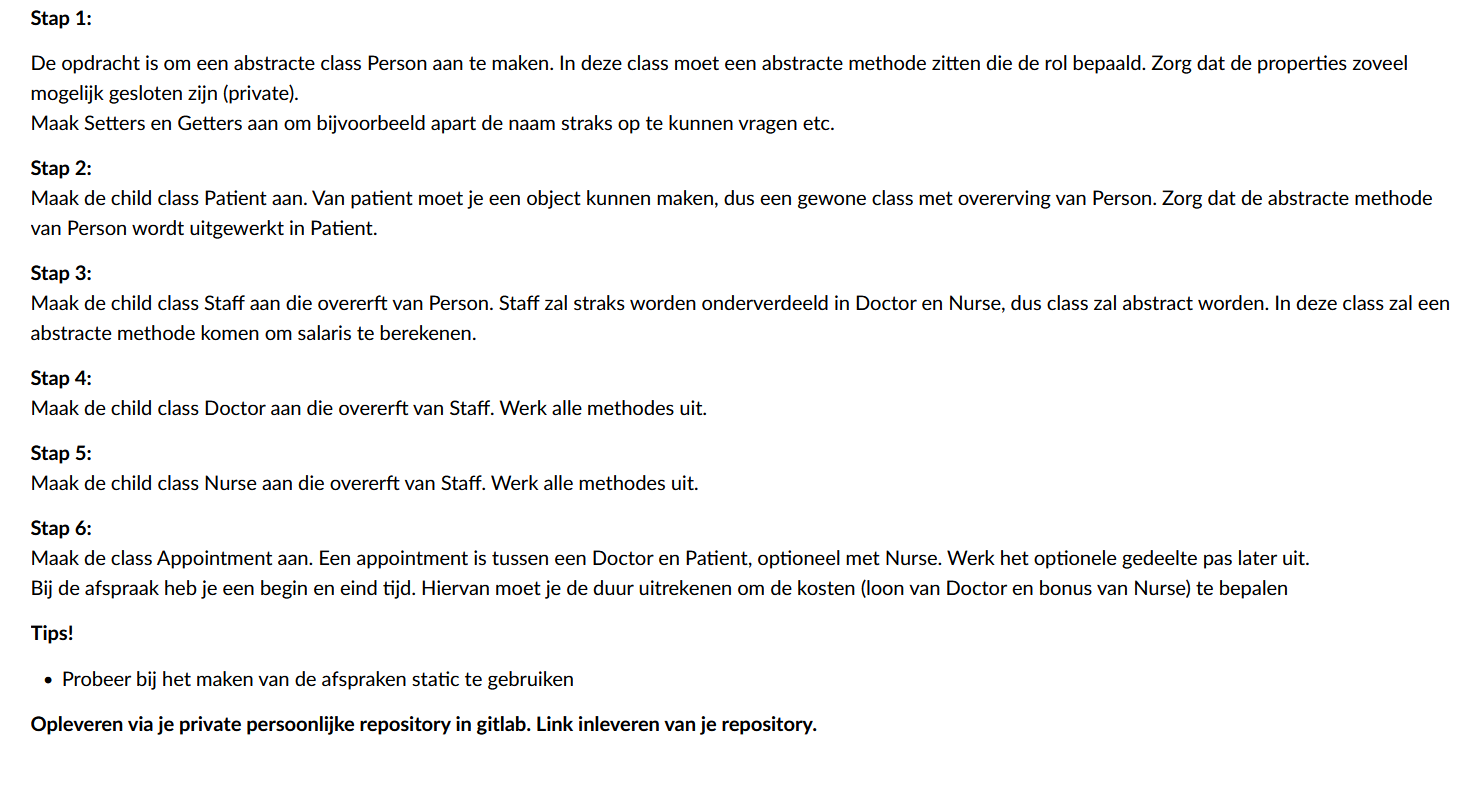 Stap 1:
De opdracht is om een abstracte class Person aan te maken. In deze class moet een abstracte methode zitten die de rol bepaald. Zorg dat de properties zoveel
mogelijk gesloten zijn (private).
Maak Setters en Getters aan om bijvoorbeeld apart de naam straks op te kunnen vragen etc.
Stap 2:
Maak de child class Patient aan. Van patient moet je een object kunnen maken, dus een gewone class met overerving van Person. Zorg dat de abstracte methode
van Person wordt uitgewerkt in Patient.
Stap 3:
Maak de child class Staff aan die overerft van Person. Staff zal straks worden onderverdeeld in Doctor en Nurse, dus class zal abstract worden. In deze class zal een
abstracte methode komen om salaris te berekenen.
Stap 4:
Maak de child class Doctor aan die overerft van Staff. Werk alle methodes uit.
Stap 5:
Maak de child class Nurse aan die overerft van Staff. Werk alle methodes uit.
Stap 6:
Maak de class Appointment aan. Een appointment is tussen een Doctor en Patient, optioneel met Nurse. Werk het optionele gedeelte pas later uit.
Bij de afspraak heb je een begin en eind tijd. Hiervan moet je de duur uitrekenen om de kosten (loon van Doctor en bonus van Nurse) te bepalen
Tips!
• Probeer bij het maken van de afspraken static te gebruiken
Opleveren via je private persoonlijke repository in gitlab. Link inleveren van je repository.